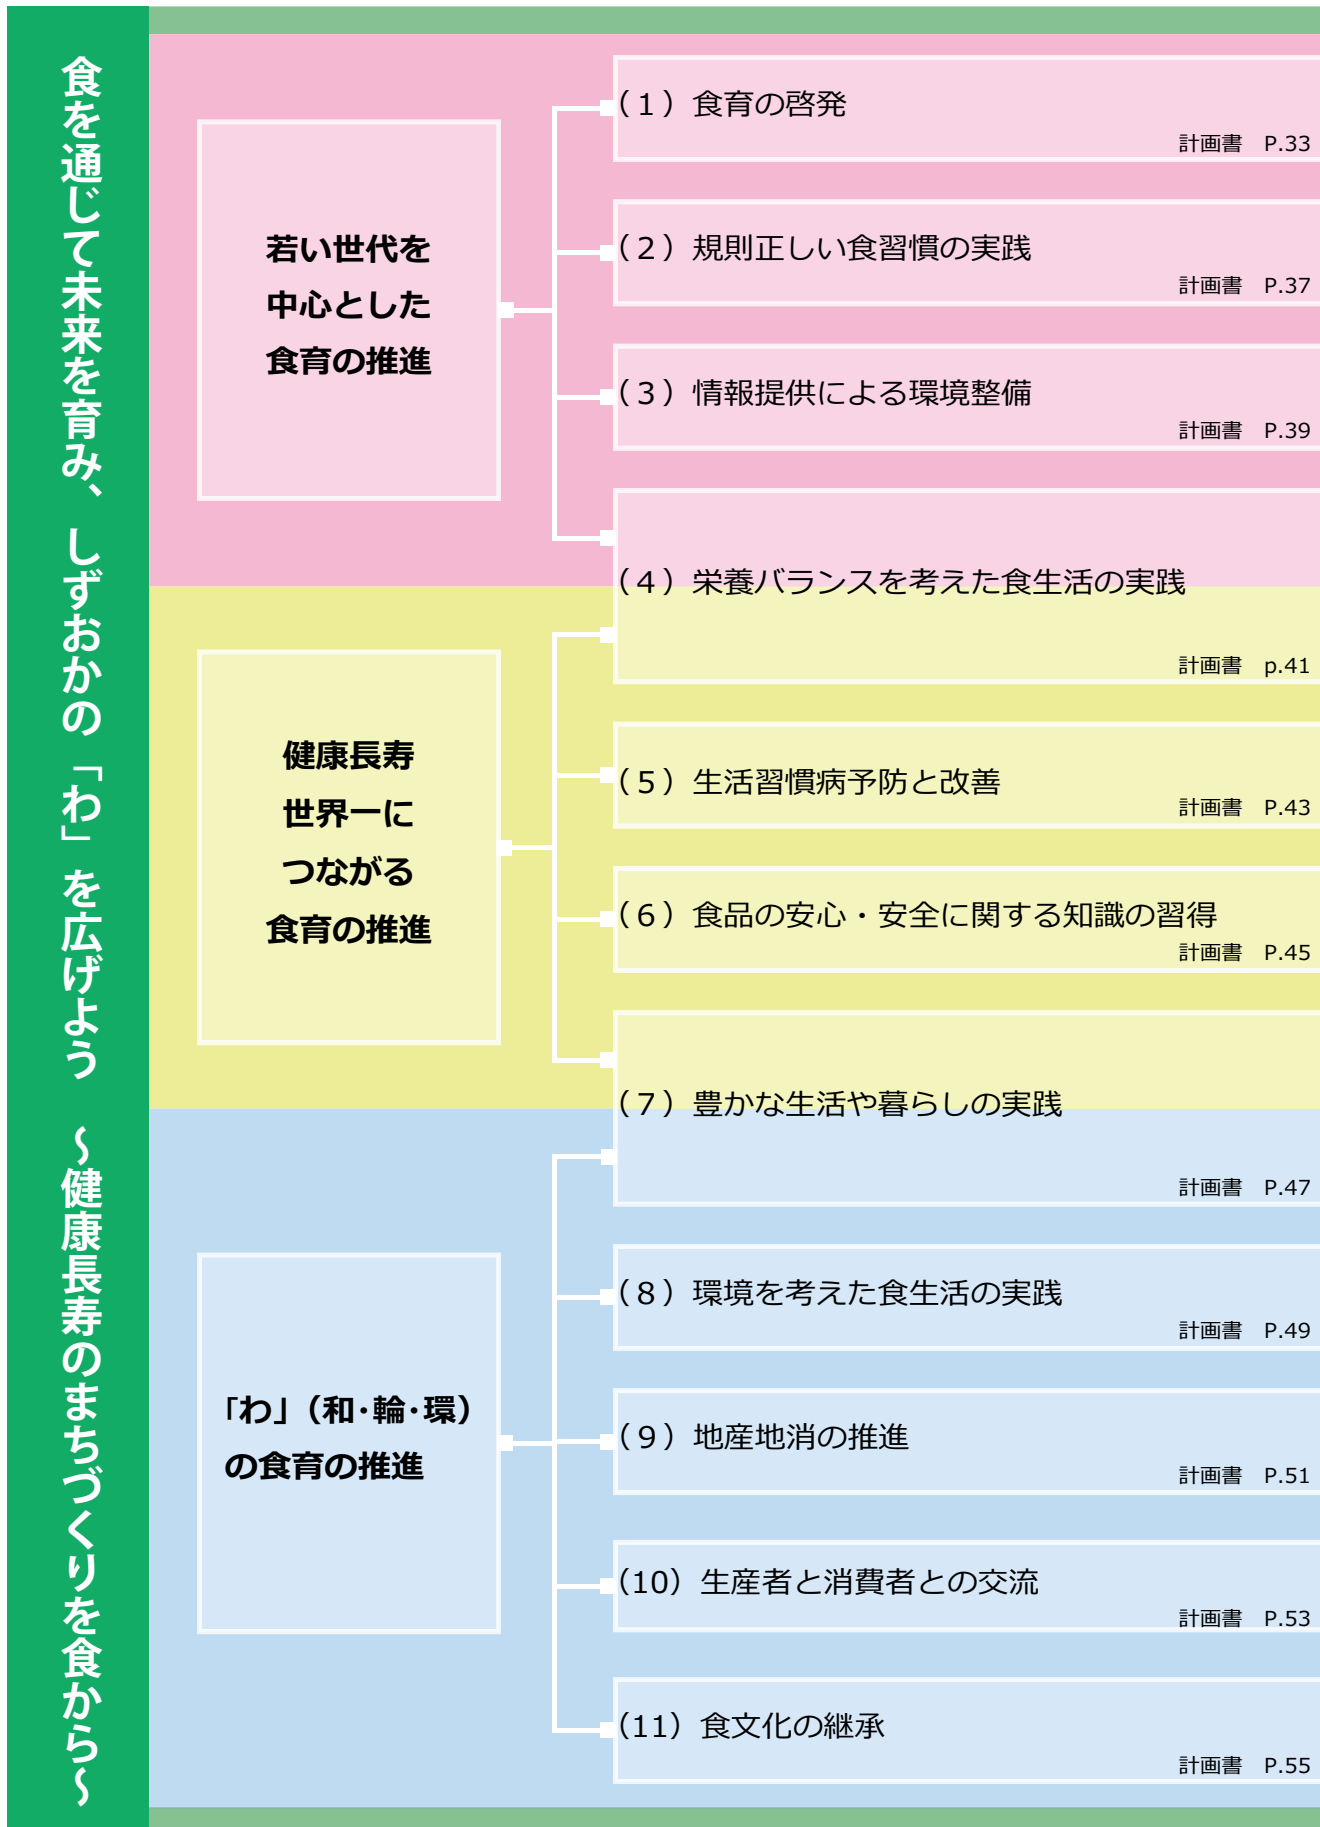 食を通じて未来を育み、しずおかの「わ」を広げよう　～健康長寿のまちづくりを食から～
若い世代を
中心とした
食育の推進
（１）食育の啓発
計画書　P.33
（２）規則正しい食習慣の実践
計画書　P.37
（３）情報提供による環境整備
計画書　P.39
（４）栄養バランスを考えた食生活の実践
計画書　p.41
健康長寿
世界一に
つながる
食育の推進
（５）生活習慣病予防と改善
計画書　P.43
（６）食品の安心・安全に関する知識の習得
計画書　P.45
（７）豊かな生活や暮らしの実践
計画書　P.47
「わ」（和･輪･環）
の食育の推進
（８）環境を考えた食生活の実践
計画書　P.49
（９）地産地消の推進
計画書　P.51
（10）生産者と消費者との交流
計画書　P.53
（11）食文化の継承
計画書　P.55